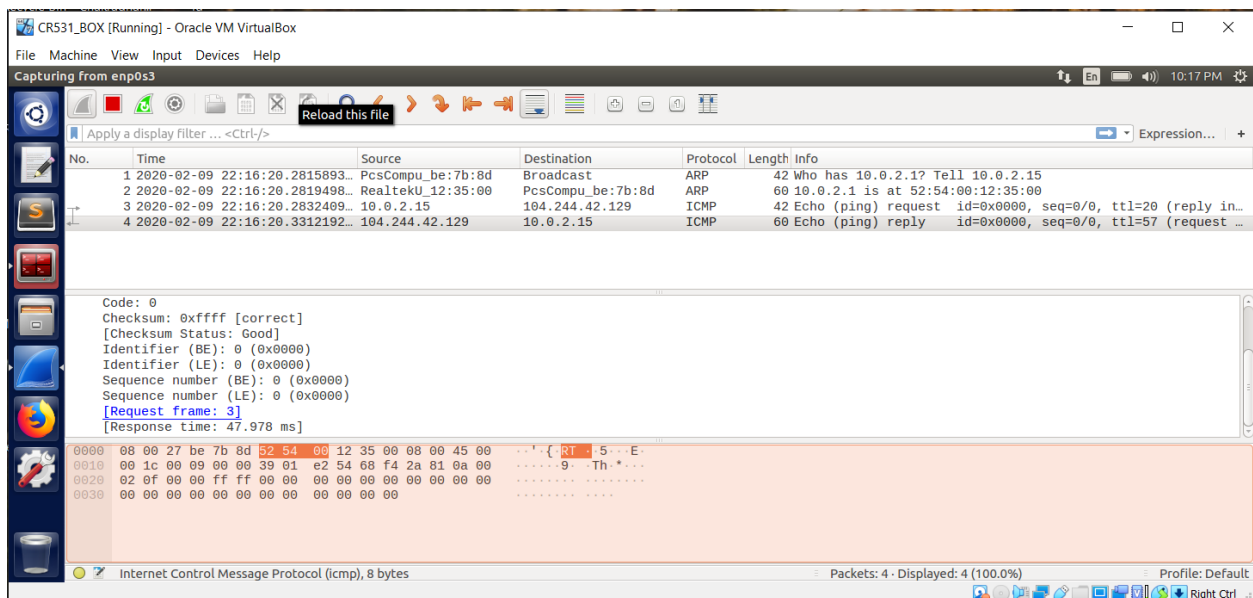 CR531_BOX [Running] - Oracle VM VirtualBox
File Machine View Input Devices Help
Capturing from enp0s3 En 10:17 PM
Reload this file
Apply a display filter … <Ctrl-/> Expression… +
No. Time Source Destination Protocol Length Info
1 2020-02-09 22:16:20.2815893… PcsCompu_be:7b:8d Broadcast ARP 42 Who has 10.0.2.1? Tell 10.0.2.15
2 2020-02-09 22:16:20.2819498… RealtekU_12:35:00 PcsCompu_be:7b:8d ARP 60 10.0.2.1 is at 52:54:00:12:35:00
3 2020-02-09 22:16:20.2832409… 10.0.2.15 104.244.42.129 ICMP 42 Echo (ping) request id=0x0000, seq=0/0, ttl=20 (reply in…
4 2020-02-09 22:16:20.3312192… 104.244.42.129 10.0.2.15 ICMP 60 Echo (ping) reply id=0x0000, seq=0/0, ttl=57 (request …
Code: 0
Checksum: 0xffff [correct]
[Checksum Status: Good]
Identifier (BE): 0 (0x0000)
Identifier (LE): 0 (0x0000)
Sequence number (BE): 0 (0x0000)
Sequence number (LE): 0 (0x0000)
[Request frame: 3]
[Response time: 47.978 ms]
0000 08 00 27 be 7b 8d 52 54 00 12 35 00 08 00 45 00 ··'·{·RT ··5···E·
0010 00 1c 00 09 00 00 39 01 e2 54 68 f4 2a 81 0a 00 ······9· ·Th·*···
0020 02 0f 00 00 ff ff 00 00 00 00 00 00 00 00 00 00 ········ ········
0030 00 00 00 00 00 00 00 00 00 00 00 00 ········ ····
Internet Control Message Protocol (icmp), 8 bytes Packets: 4 · Displayed: 4 (100.0%) Profile: Default
Right Ctrl